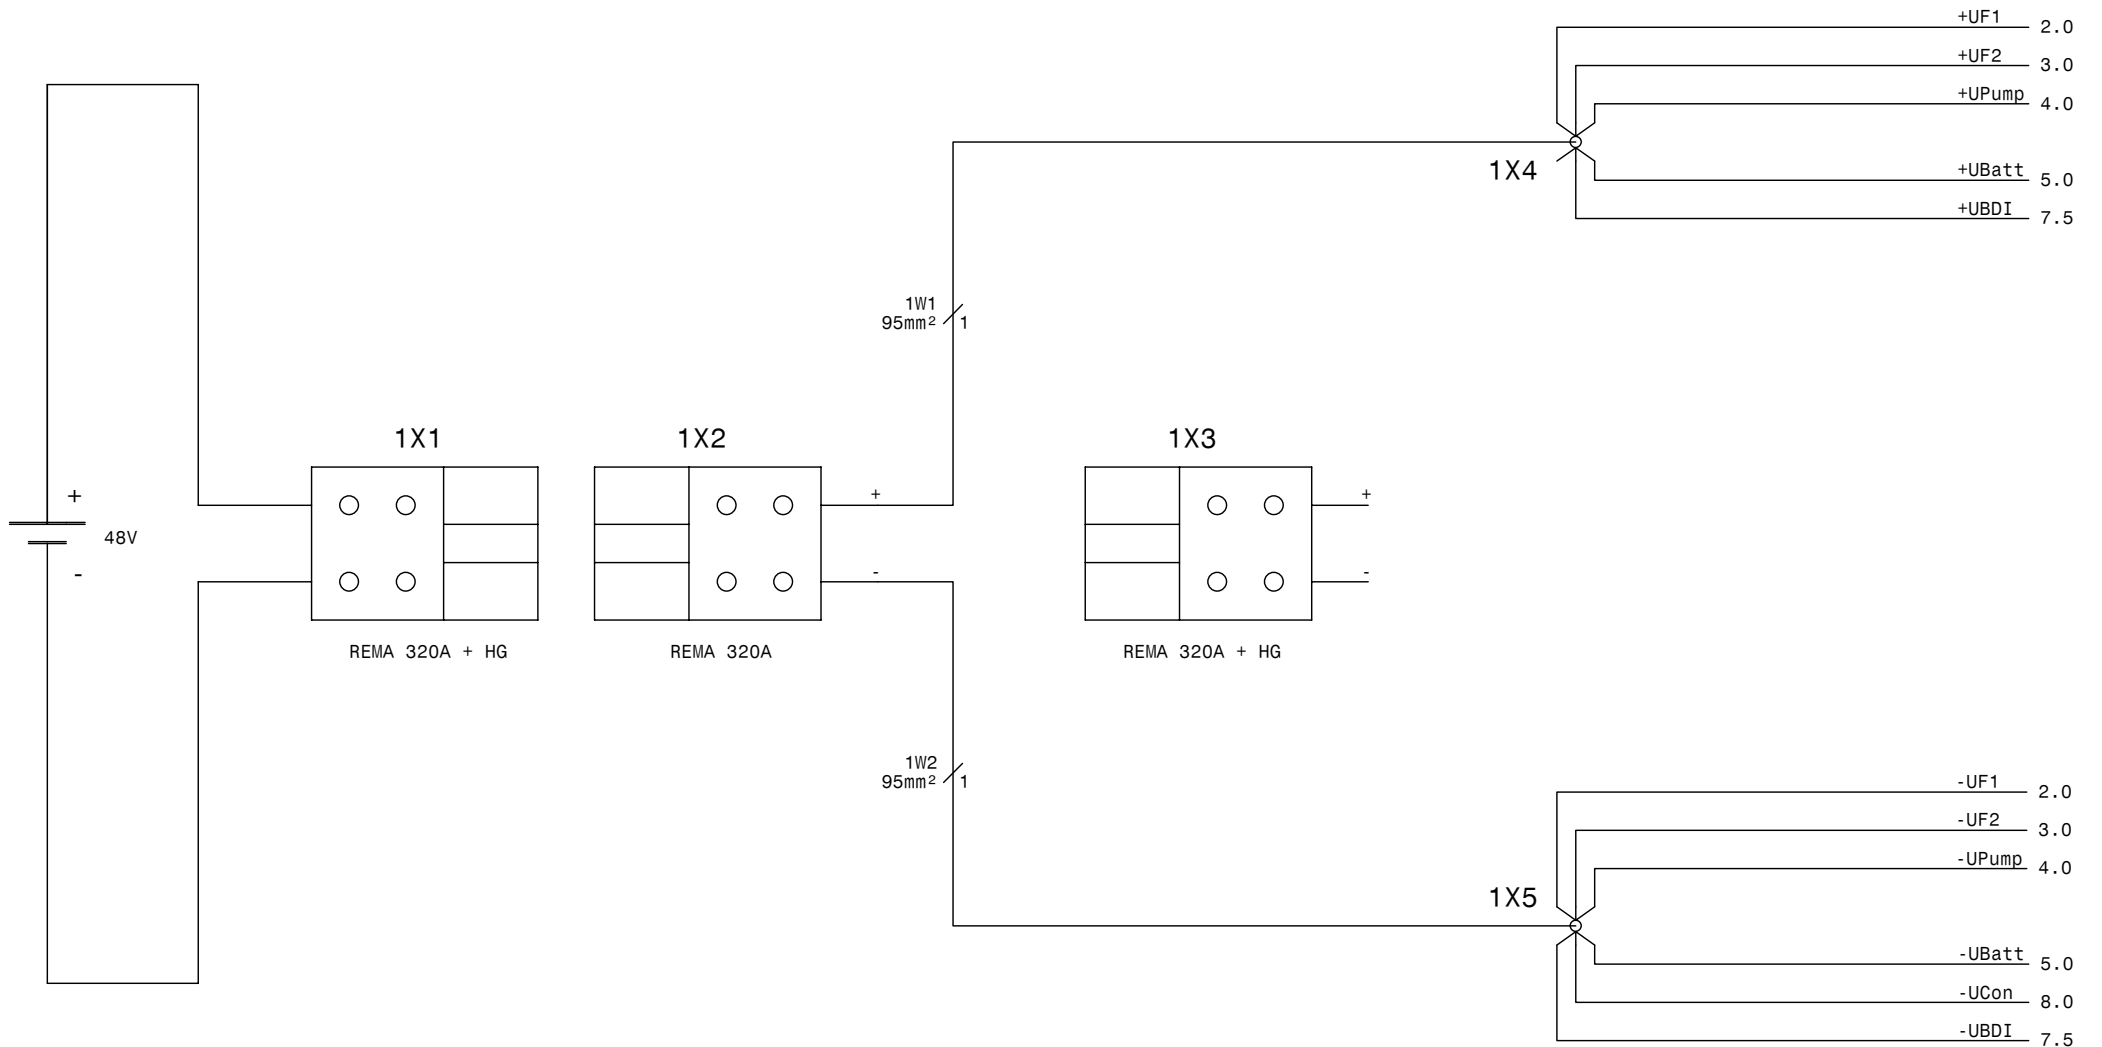 +UF1 2.0
+UF2 3.0
+UPump 4.0
1X4
+UBatt 5.0
+UBDI 7.5
1W1
95mm² 1
1X1 1X2 1X3
+ + +
48V
- - -
REMA 320A + HG REMA 320A REMA 320A + HG
1W2
95mm² 1
-UF1 2.0
-UF2 3.0
-UPump 4.0
1X5
-UBatt 5.0
-UCon 8.0
-UBDI 7.5